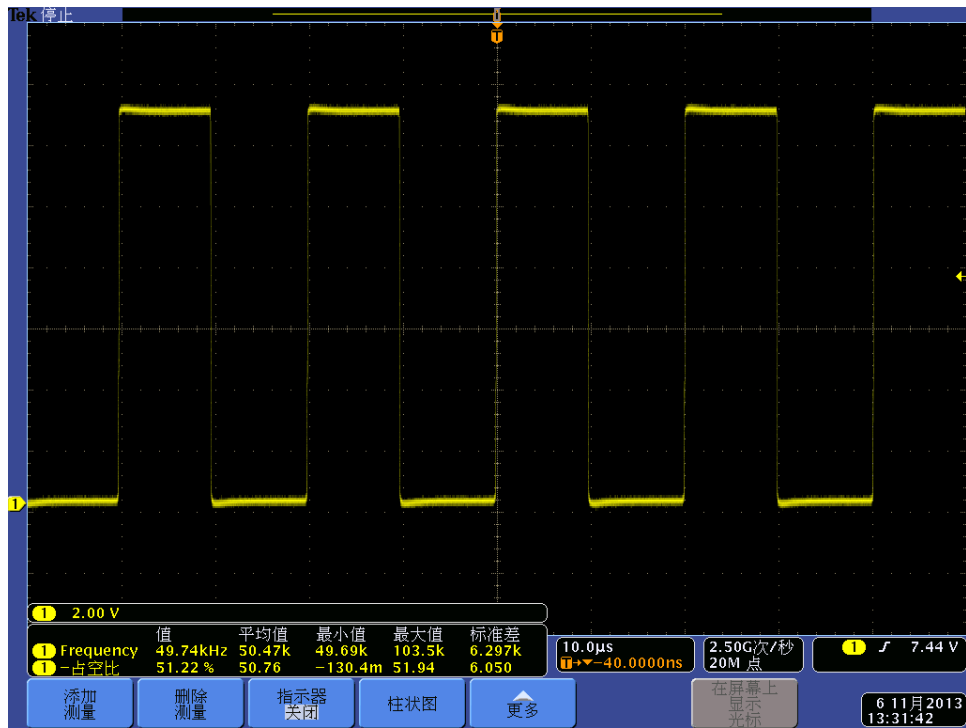 Tek 停止
T
1
1 2.00 V
值 平均值 最小值 最大值 标准差
1 Frequency 49.74kHz 50.47k 49.69k 103.5k 6.297k
1 −占空比 51.22 % 50.76 −130.4m 51.94 6.050
10.0µs
T→▼−40.0000ns
2.50G次/秒
20M 点
1 ʃ 7.44 V
添加
测量
删除
测量
指示器
关闭
柱状图
更多
在屏幕上
显示
光标
6 11月2013
13:31:42